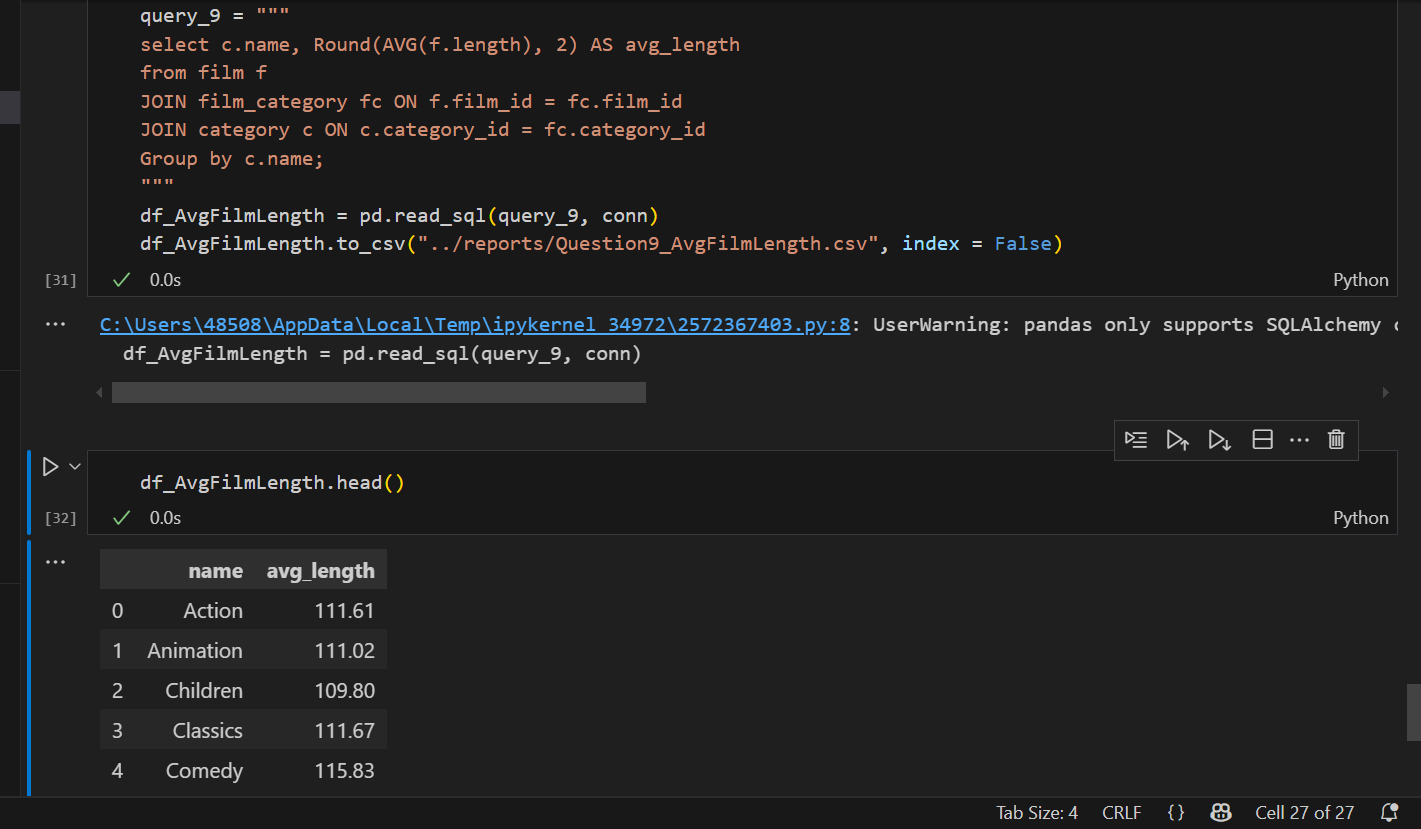 query_9 = """
select c.name, Round(AVG(f.length), 2) AS avg_length
from film f
JOIN film_category fc ON f.film_id = fc.film_id
JOIN category c ON c.category_id = fc.category_id
Group by c.name;
"""
df_AvgFilmLength = pd.read_sql(query_9, conn)
df_AvgFilmLength.to_csv("../reports/Question9_AvgFilmLength.csv", index = False)
[31] 0.0s Python
C:\Users\48508\AppData\Local\Temp\ipykernel_34972\2572367403.py:8: UserWarning: pandas only supports SQLAlchemy
df_AvgFilmLength = pd.read_sql(query_9, conn)
df_AvgFilmLength.head()
[32] 0.0s Python
name avg_length
0 Action 111.61
1 Animation 111.02
2 Children 109.80
3 Classics 111.67
4 Comedy 115.83
Tab Size: 4 CRLF {} Cell 27 of 27